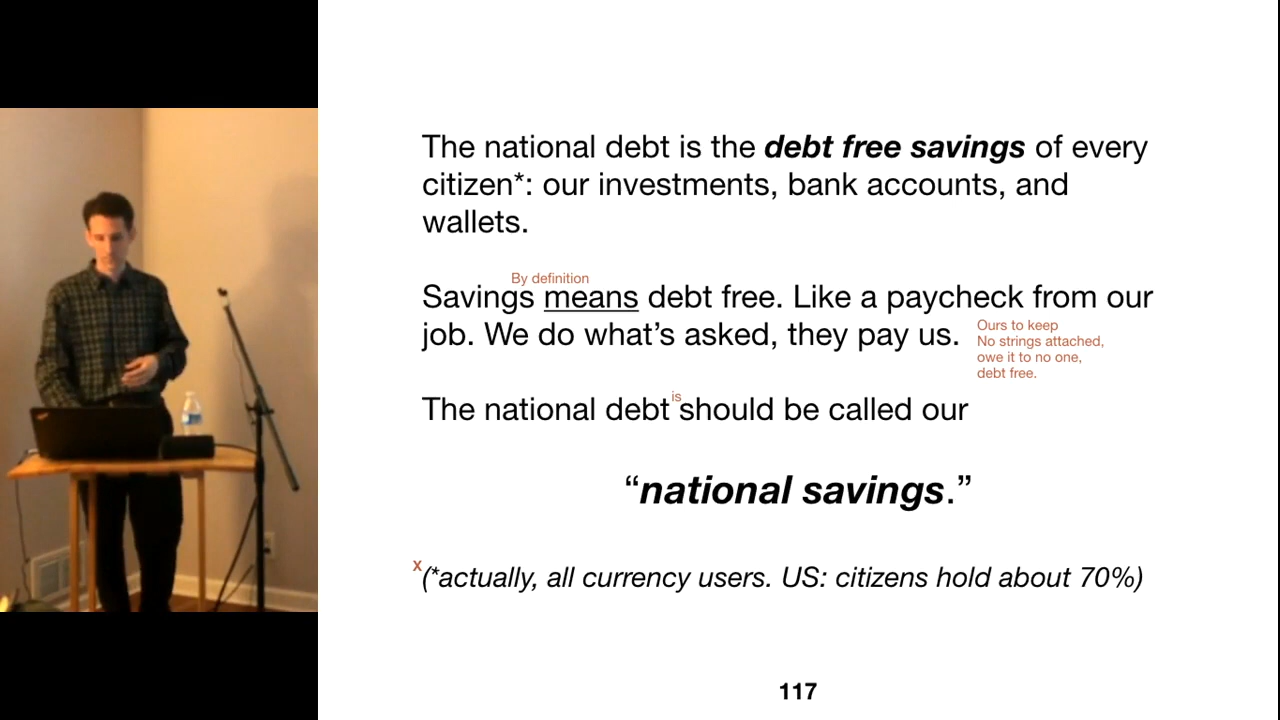 The national debt is the debt free savings of every
citizen*: our investments, bank accounts, and
wallets.
By definition
Savings means debt free. Like a paycheck from our
job. We do what’s asked, they pay us.
Ours to keep
No strings attached,
owe it to no one,
debt free.
is
The national debt should be called our
“national savings.”
x
(*actually, all currency users. US: citizens hold about 70%)
117